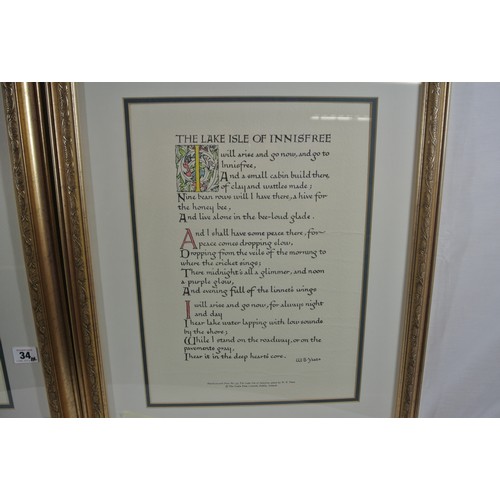 THE LAKE ISLE OF INNISFREE
I will arise and go now, and go to
Innisfree,
And a small cabin build there,
of clay and wattles made;
Nine bean rows will I have there, a hive for
the honey bee,
And live alone in the bee-loud glade.
And I shall have some peace there, for
peace comes dropping slow,
Dropping from the veils of the morning to
where the cricket sings;
There midnight's all a glimmer, and noon
a purple glow,
And evening full of the linnet's wings
I will arise and go now, for always night
and day
I hear lake water lapping with low sounds
by the shore;
While I stand on the roadway, or on the
pavements gray,
I hear it in the deep heart's core.
W B Yeats
34